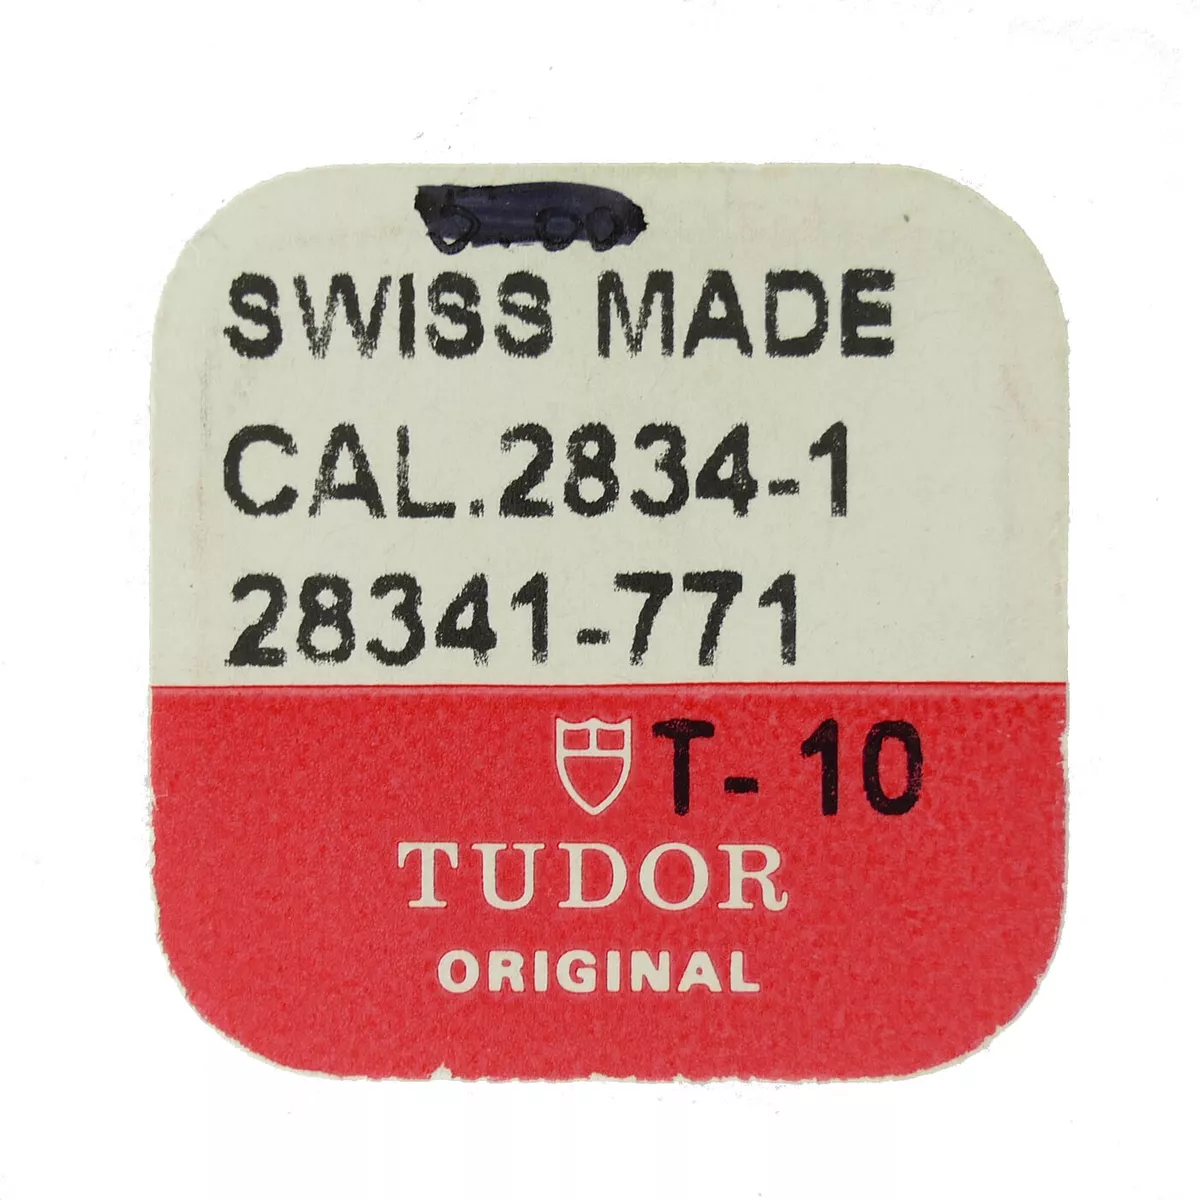 SWISS MADE
CAL.2834-1
28341-771
T-10
TUDOR
ORIGINAL